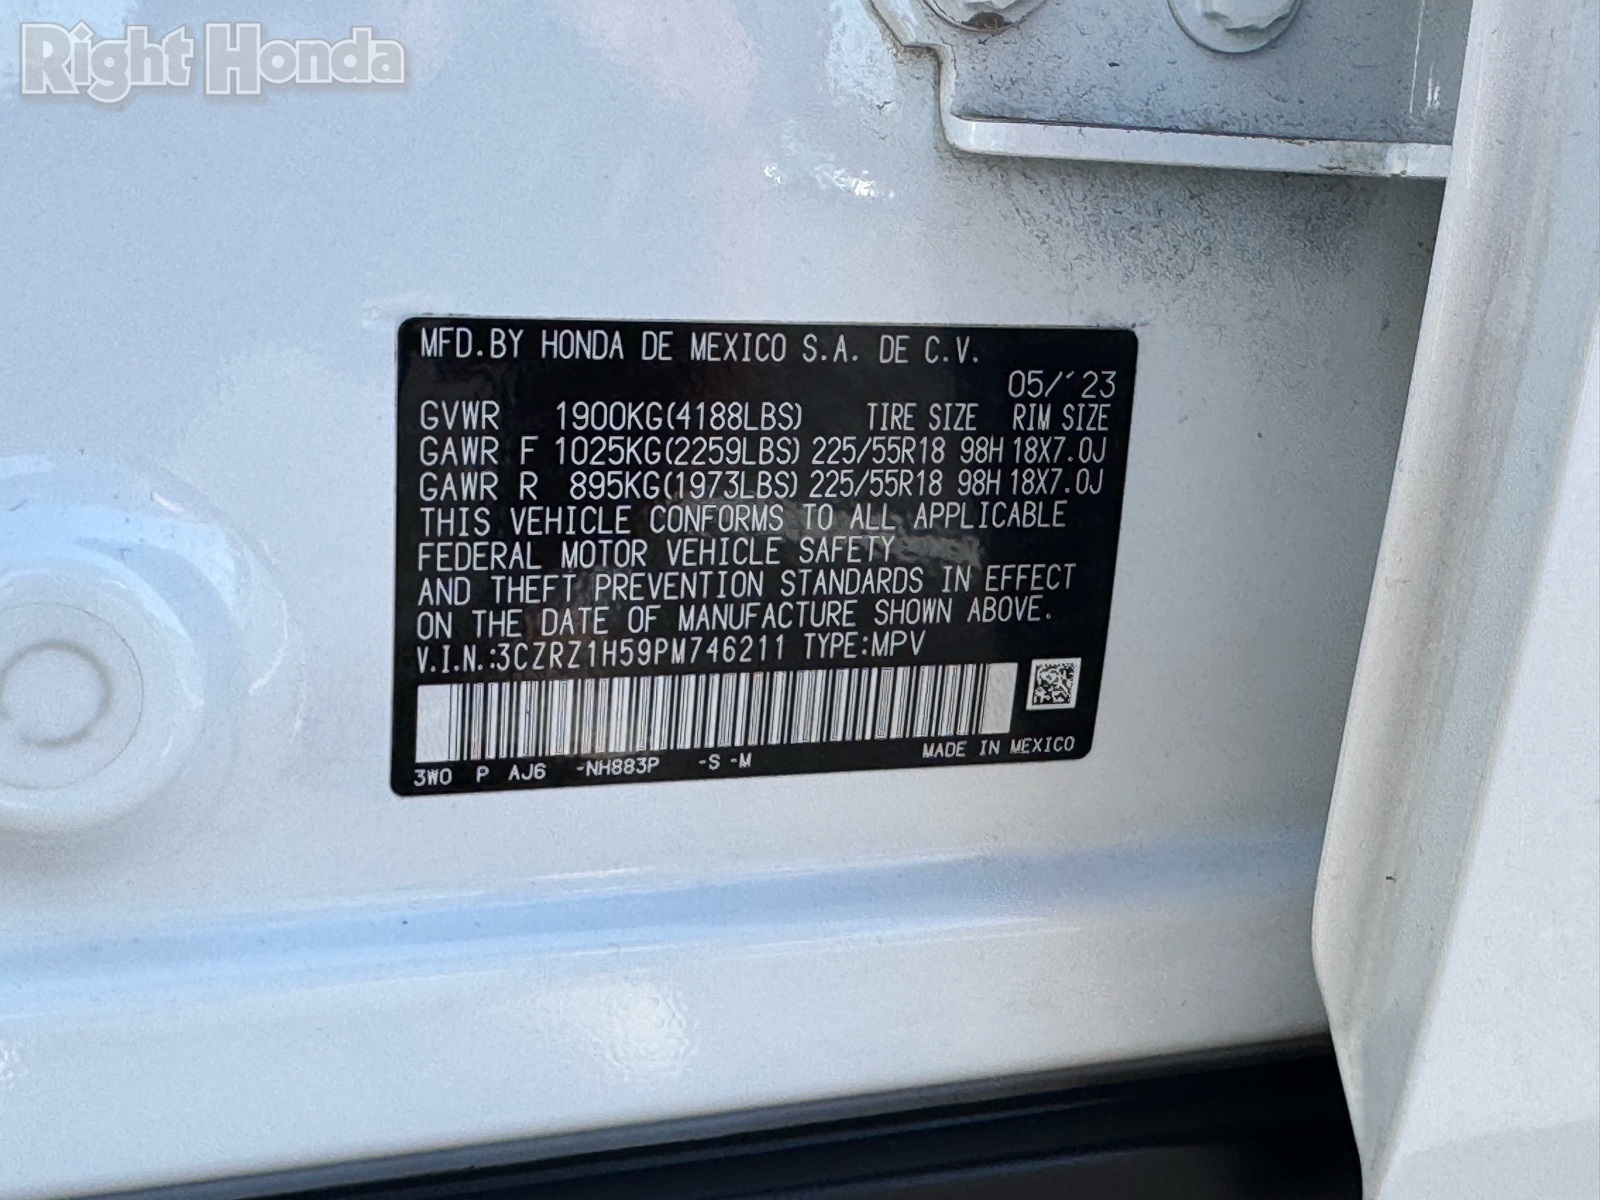 Right Honda
MFD.BY HONDA DE MEXICO S.A. DE C.V.
05/'23
GVWR 1900KG(4188LBS) TIRE SIZE RIM SIZE
GAWR F 1025KG(2259LBS) 225/55R18 98H 18X7.0J
GAWR R 895KG(1973LBS) 225/55R18 98H 18X7.0J
THIS VEHICLE CONFORMS TO ALL APPLICABLE
FEDERAL MOTOR VEHICLE SAFETY
AND THEFT PREVENTION STANDARDS IN EFFECT
ON THE DATE OF MANUFACTURE SHOWN ABOVE.
V.I.N.:3CZRZ1H59PM746211 TYPE:MPV
MADE IN MEXICO
3W0 P AJ6 -NH883P -S -M